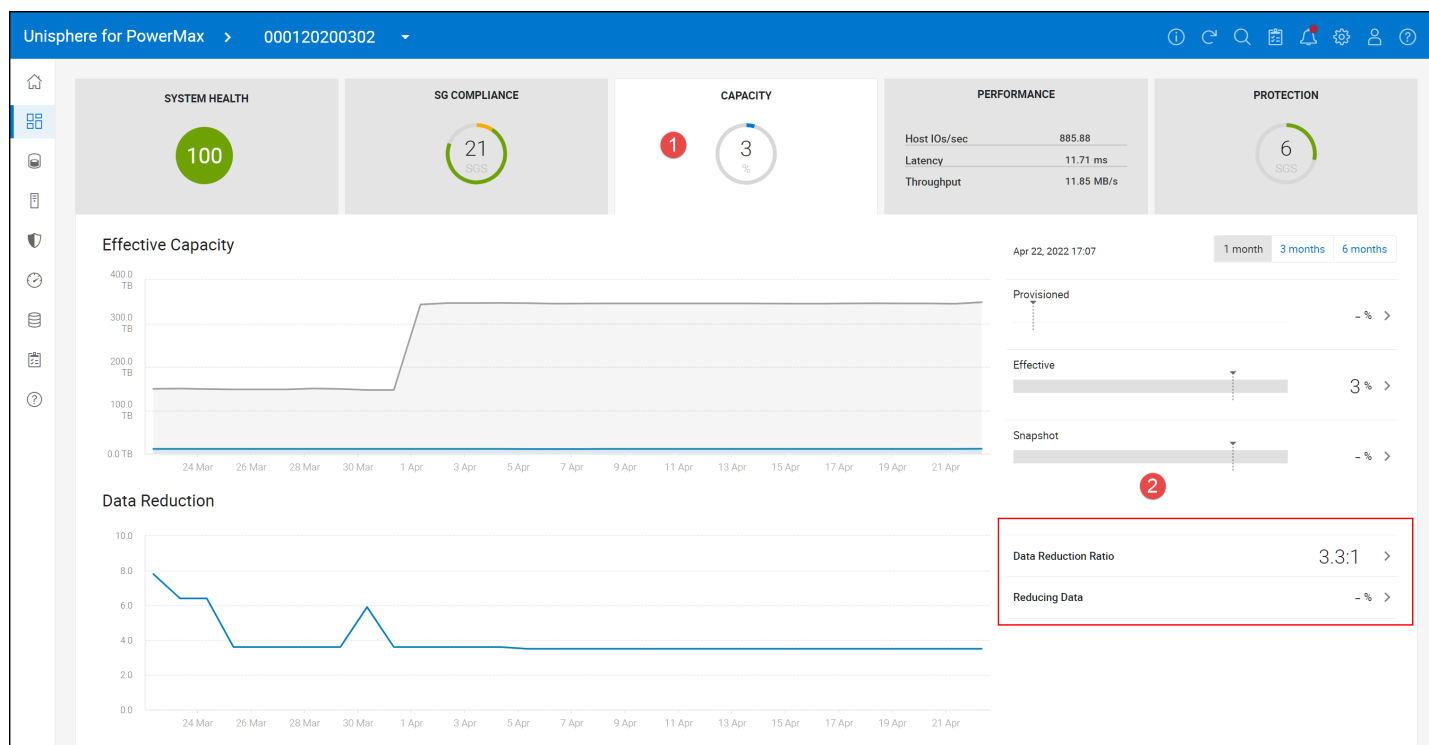 Unisphere for PowerMax > 000120200302
SYSTEM HEALTH
100
SG COMPLIANCE
21
SGS
CAPACITY
1
3
%
PERFORMANCE
Host IOs/sec 885.88
Latency 11.71 ms
Throughput 11.85 MB/s
PROTECTION
6
SGS
Effective Capacity
400.0
TB
300.0
TB
200.0
TB
100.0
TB
0.0 TB
24 Mar 26 Mar 28 Mar 30 Mar 1 Apr 3 Apr 5 Apr 7 Apr 9 Apr 11 Apr 13 Apr 15 Apr 17 Apr 19 Apr 21 Apr
Data Reduction
10.0
8.0
6.0
4.0
2.0
0.0
24 Mar 26 Mar 28 Mar 30 Mar 1 Apr 3 Apr 5 Apr 7 Apr 9 Apr 11 Apr 13 Apr 15 Apr 17 Apr 19 Apr 21 Apr
Apr 22, 2022 17:07 1 month 3 months 6 months
Provisioned
- % >
Effective
3 % >
Snapshot
- % >
2
Data Reduction Ratio 3.3:1 >
Reducing Data - % >